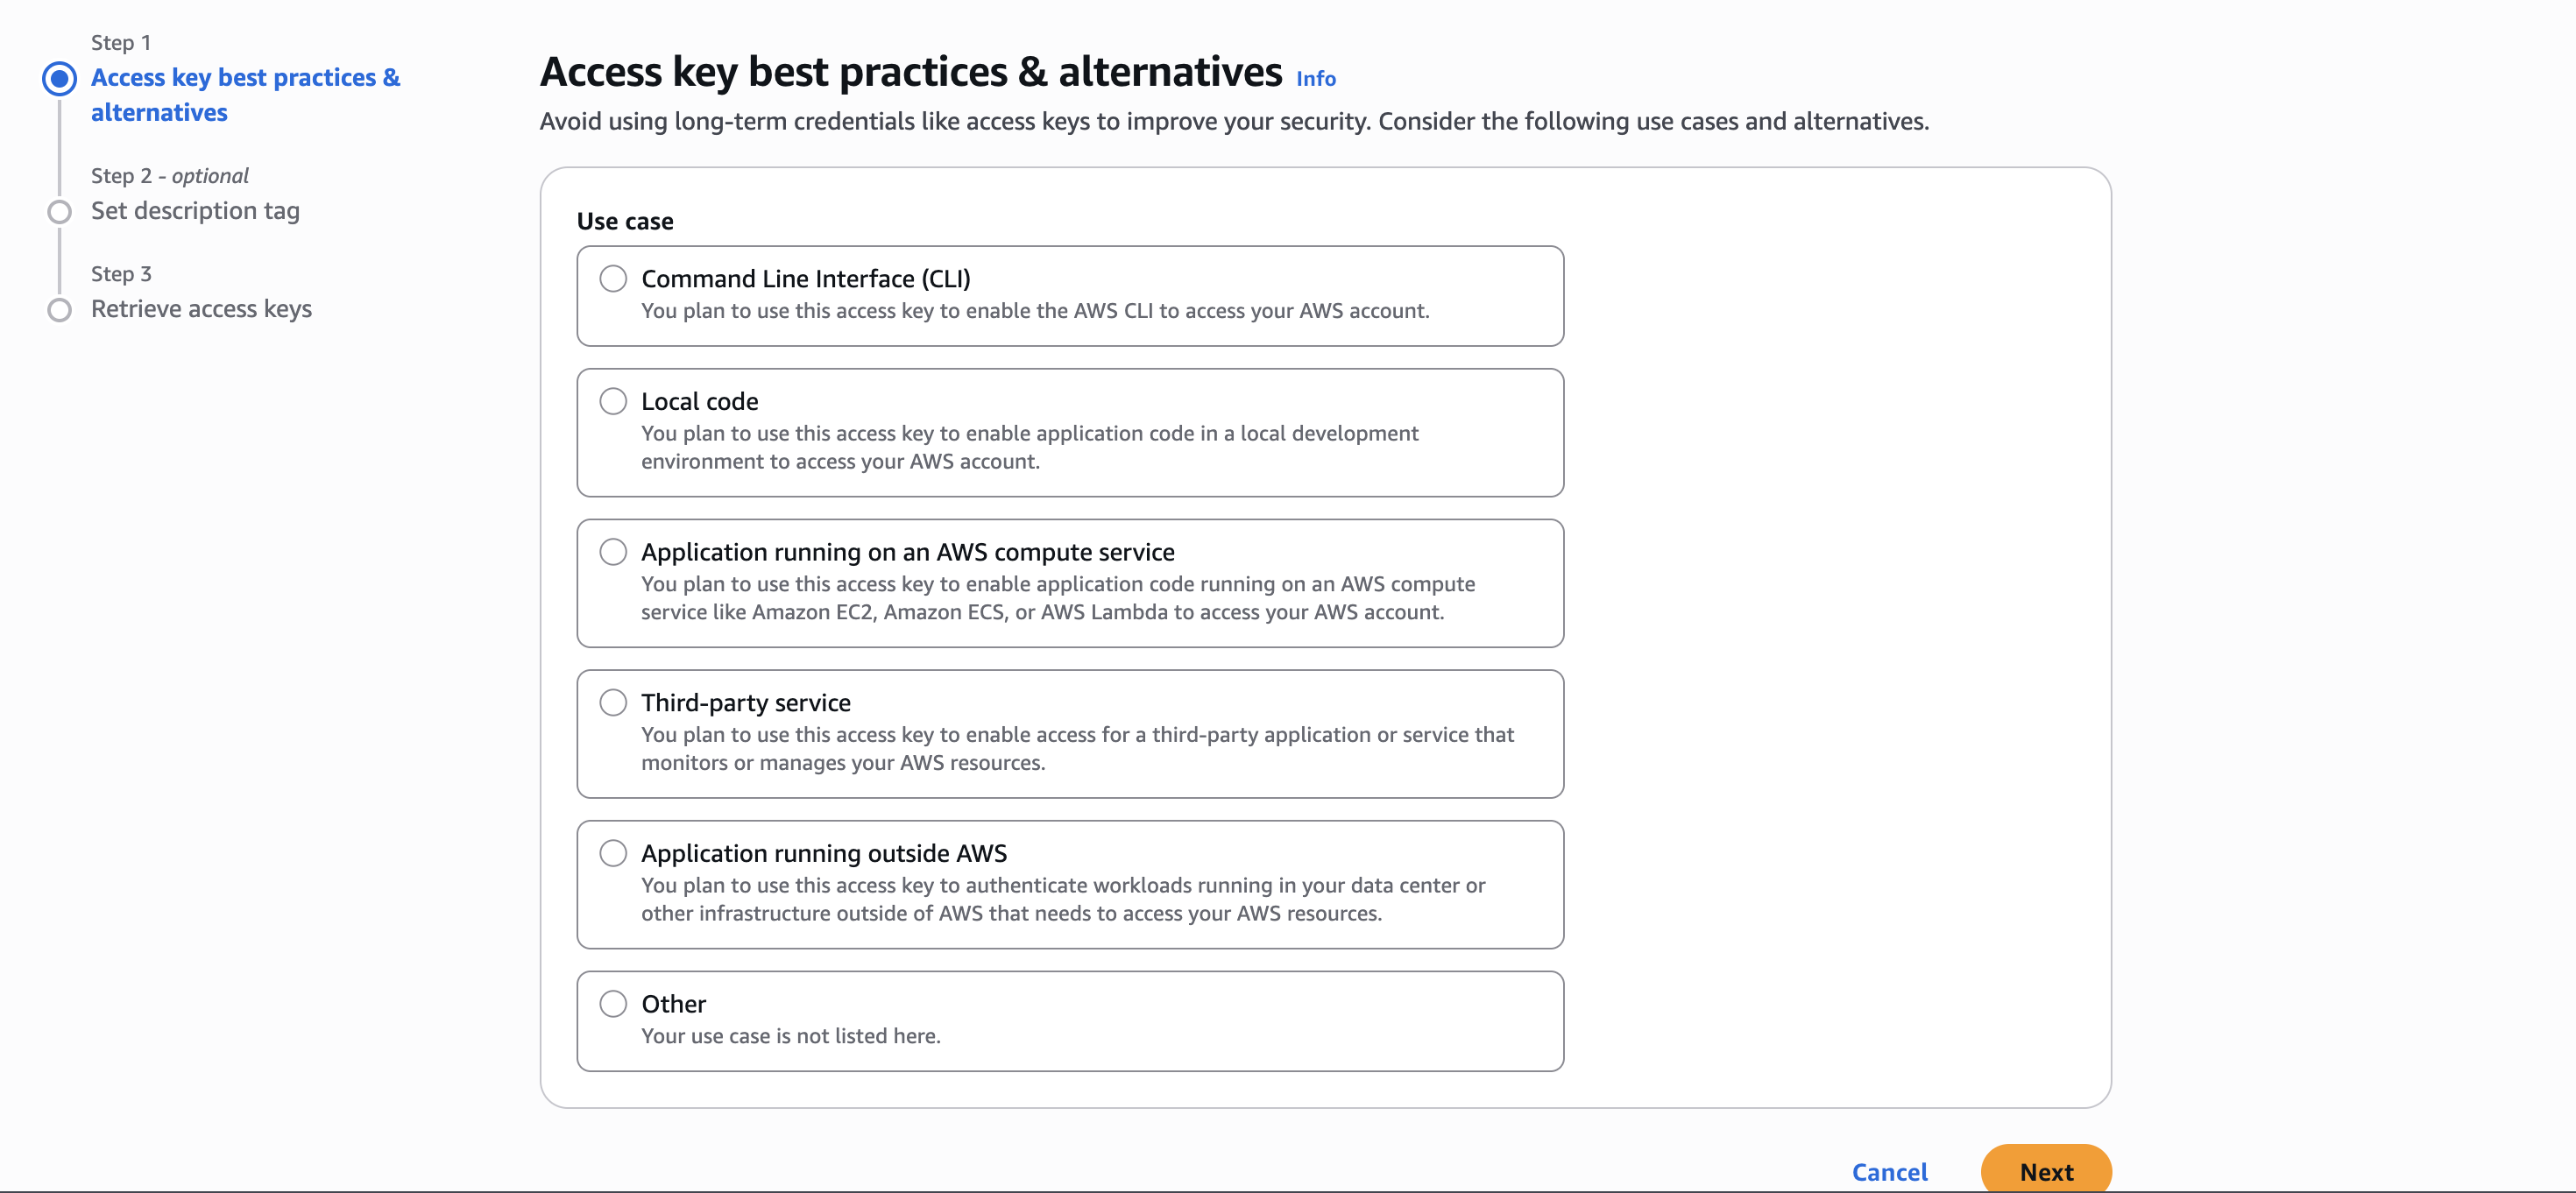 Step 1
Access key best practices &
alternatives
Step 2 - optional
Set description tag
Step 3
Retrieve access keys
Access key best practices & alternatives Info
Avoid using long-term credentials like access keys to improve your security. Consider the following use cases and alternatives.
Use case
Command Line Interface (CLI)
You plan to use this access key to enable the AWS CLI to access your AWS account.
Local code
You plan to use this access key to enable application code in a local development
environment to access your AWS account.
Application running on an AWS compute service
You plan to use this access key to enable application code running on an AWS compute
service like Amazon EC2, Amazon ECS, or AWS Lambda to access your AWS account.
Third-party service
You plan to use this access key to enable access for a third-party application or service that
monitors or manages your AWS resources.
Application running outside AWS
You plan to use this access key to authenticate workloads running in your data center or
other infrastructure outside of AWS that needs to access your AWS resources.
Other
Your use case is not listed here.
Cancel
Next